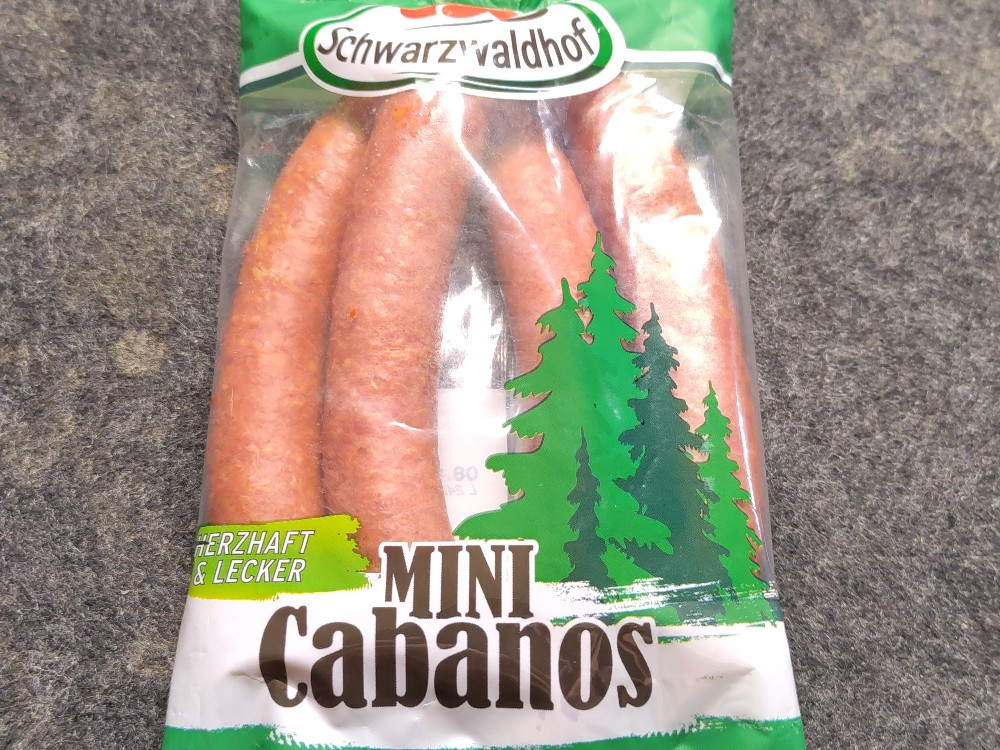 Schwarzwaldhof
HERZHAFT
& LECKER
MINI
Cabanos